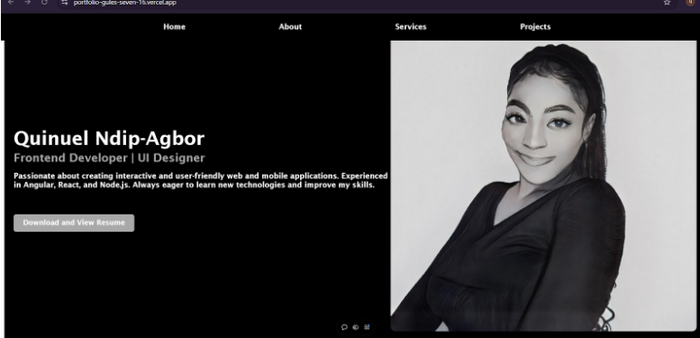 portfolio-gules-seven-16.vercel.app
Home About Services Projects
Quinuel Ndip-Agbor
Frontend Developer | UI Designer
Passionate about creating interactive and user-friendly web and mobile applications. Experienced
in Angular, React, and Node.js. Always eager to learn new technologies and improve my skills.
Download and View Resume